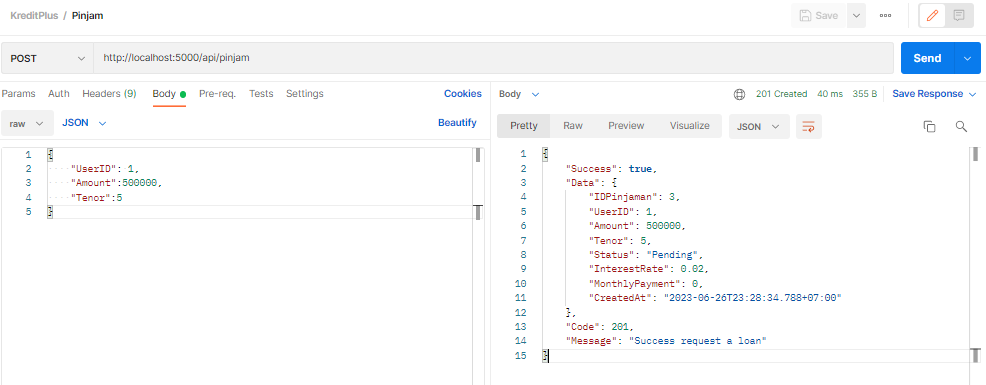 KreditPlus / Pinjam
Save
POST http://localhost:5000/api/pinjam Send
Params Auth Headers (9) Body Pre-req. Tests Settings Cookies
raw JSON Beautify
1 {
2 "UserID": 1,
3 "Amount":500000,
4 "Tenor":5
5 }
Body 201 Created 40 ms 355 B Save Response
Pretty Raw Preview Visualize JSON
1 {
2 "Success": true,
3 "Data": {
4 "IDPinjaman": 3,
5 "UserID": 1,
6 "Amount": 500000,
7 "Tenor": 5,
8 "Status": "Pending",
9 "InterestRate": 0.02,
10 "MonthlyPayment": 0,
11 "CreatedAt": "2023-06-26T23:28:34.788+07:00"
12 },
13 "Code": 201,
14 "Message": "Success request a loan"
15 }